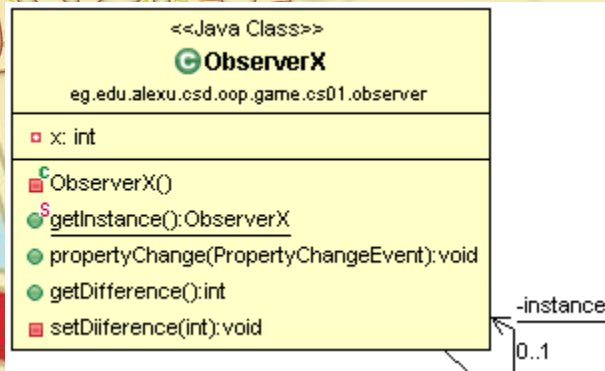 <<Java Class>>
ObserverX
eg.edu.alexu.csd.oop.game.cs01.observer
x: int
ObserverX()
getInstance():ObserverX
propertyChange(PropertyChangeEvent):void
getDifference():int
setDiiference(int):void
-instance
0..1